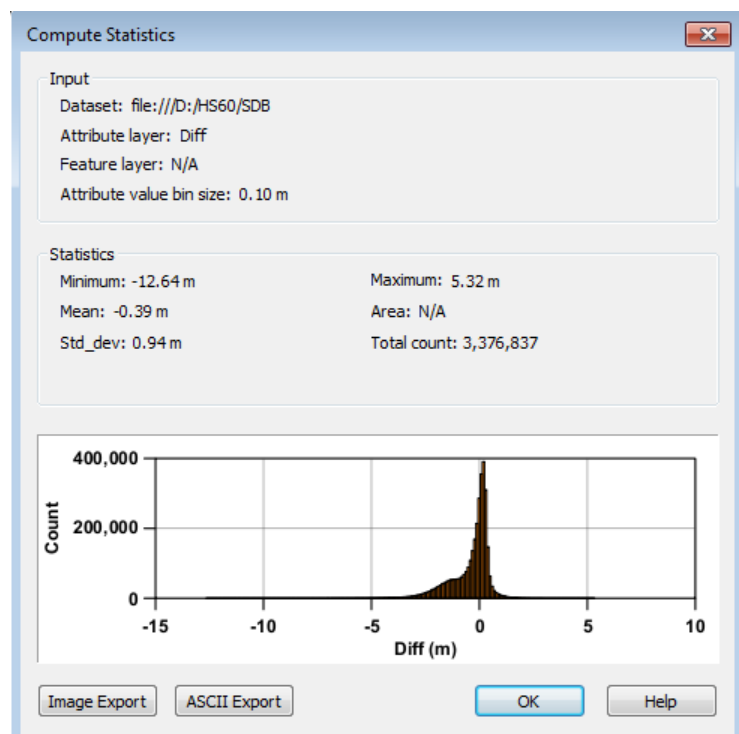 Compute Statistics
Input
Dataset: file:///D:/HS60/SDB
Attribute layer: Diff
Feature layer: N/A
Attribute value bin size: 0.10 m
Statistics
Minimum: -12.64 m Maximum: 5.32 m
Mean: -0.39 m Area: N/A
Std_dev: 0.94 m Total count: 3,376,837
400,000
200,000
0
Count
-15 -10 -5 0 5 10
Diff (m)
Image Export ASCII Export OK Help